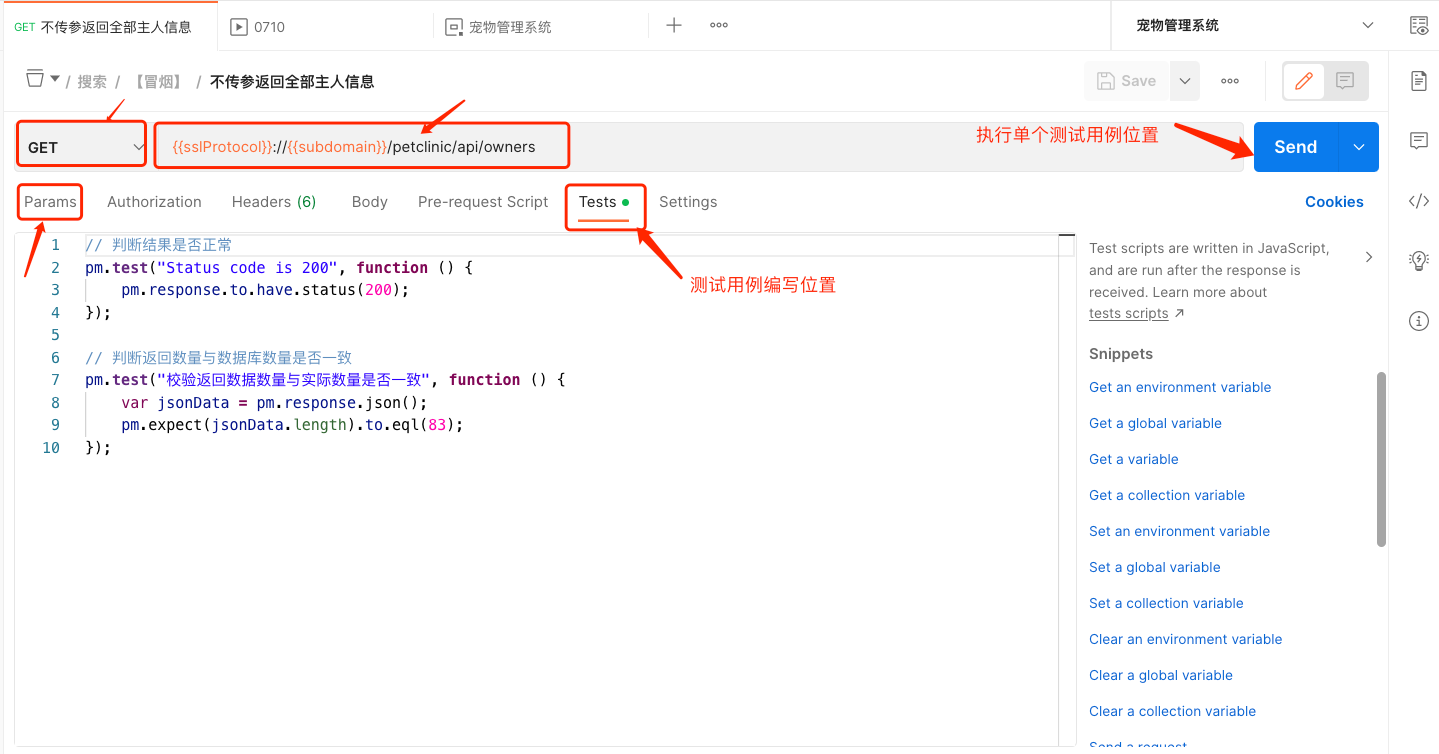 GET 不传参返回全部主人信息
0710
宠物管理系统
宠物管理系统
/ 搜索 / 【冒烟】 / 不传参返回全部主人信息
Save
GET
{{sslProtocol}}://{{subdomain}}/petclinic/api/owners
执行单个测试用例位置
Send
Params
Authorization
Headers (6)
Body
Pre-request Script
Tests
Settings
Cookies
1 // 判断结果是否正常
2 pm.test("Status code is 200", function () {
3 pm.response.to.have.status(200);
4 });
5
6 // 判断返回数量与数据库数量是否一致
7 pm.test("校验返回数据数量与实际数量是否一致", function () {
8 var jsonData = pm.response.json();
9 pm.expect(jsonData.length).to.eql(83);
10 });
测试用例编写位置
Test scripts are written in JavaScript,
and are run after the response is
received. Learn more about
tests scripts ↗
Snippets
Get an environment variable
Get a global variable
Get a variable
Get a collection variable
Set an environment variable
Set a global variable
Set a collection variable
Clear an environment variable
Clear a global variable
Clear a collection variable
Send a request